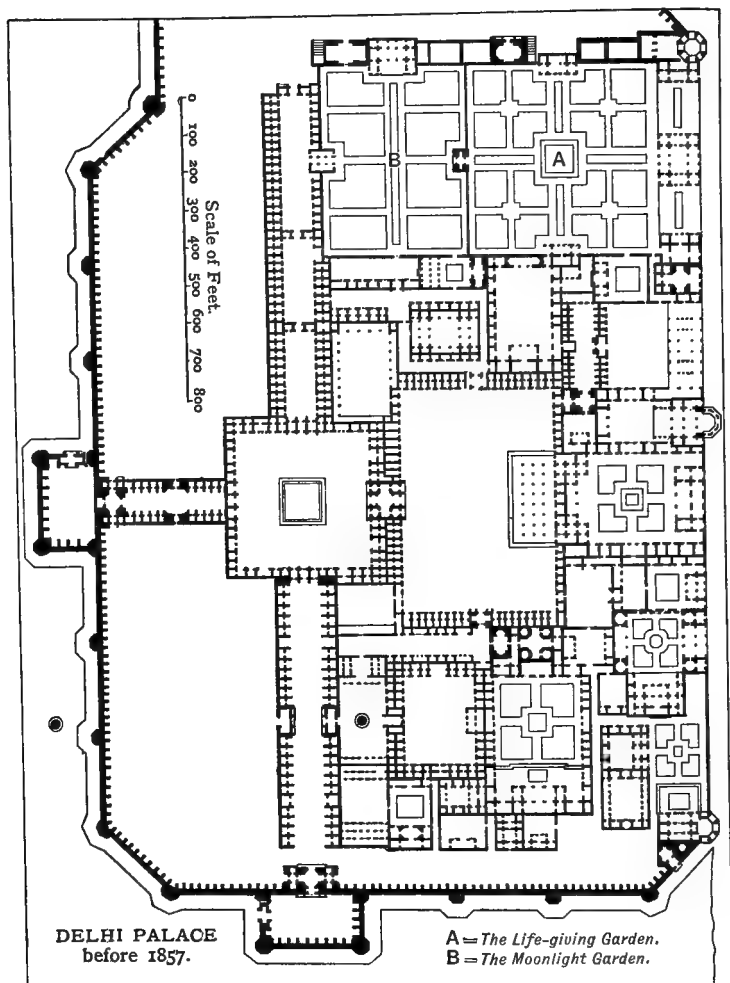 B
A
0 100 200 300 400 500 600 700 800
Scale of Feet.
DELHI PALACE
before 1857.
A = The Life-giving Garden.
B = The Moonlight Garden.